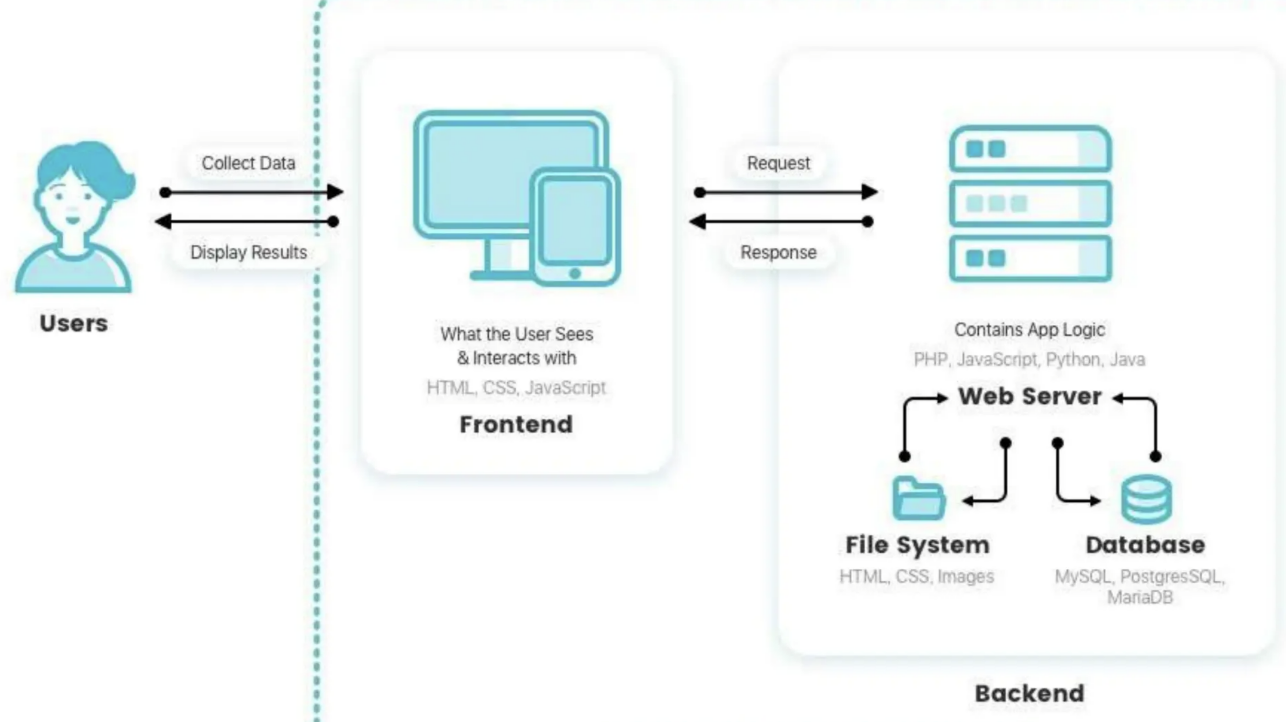 Collect Data
Display Results
Users
What the User Sees
& Interacts with
HTML, CSS, JavaScript
Frontend
Request
Response
Contains App Logic
PHP, JavaScript, Python, Java
Web Server
File System
HTML, CSS, Images
Database
MySQL, PostgresSQL,
MariaDB
Backend